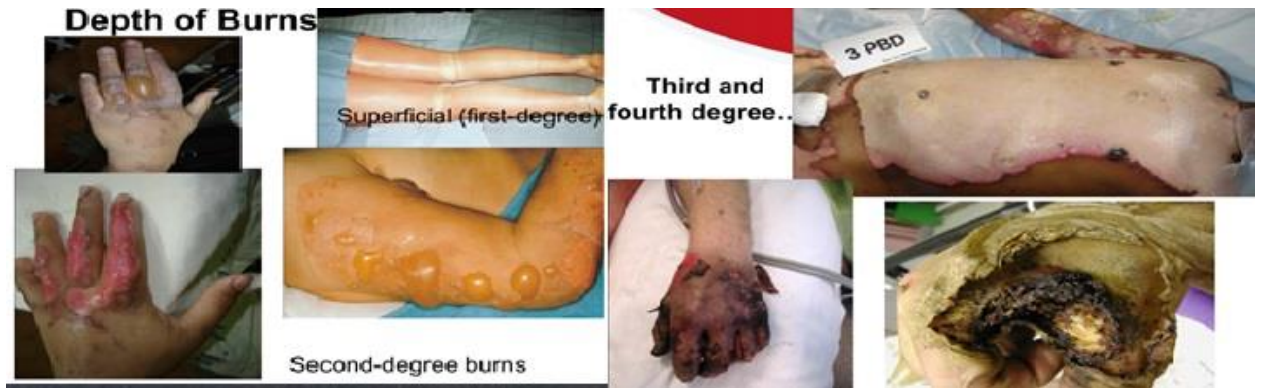 Depth of Burns
Superficial (first-degree)
Second-degree burns
Third and
fourth degree..
3 PBD